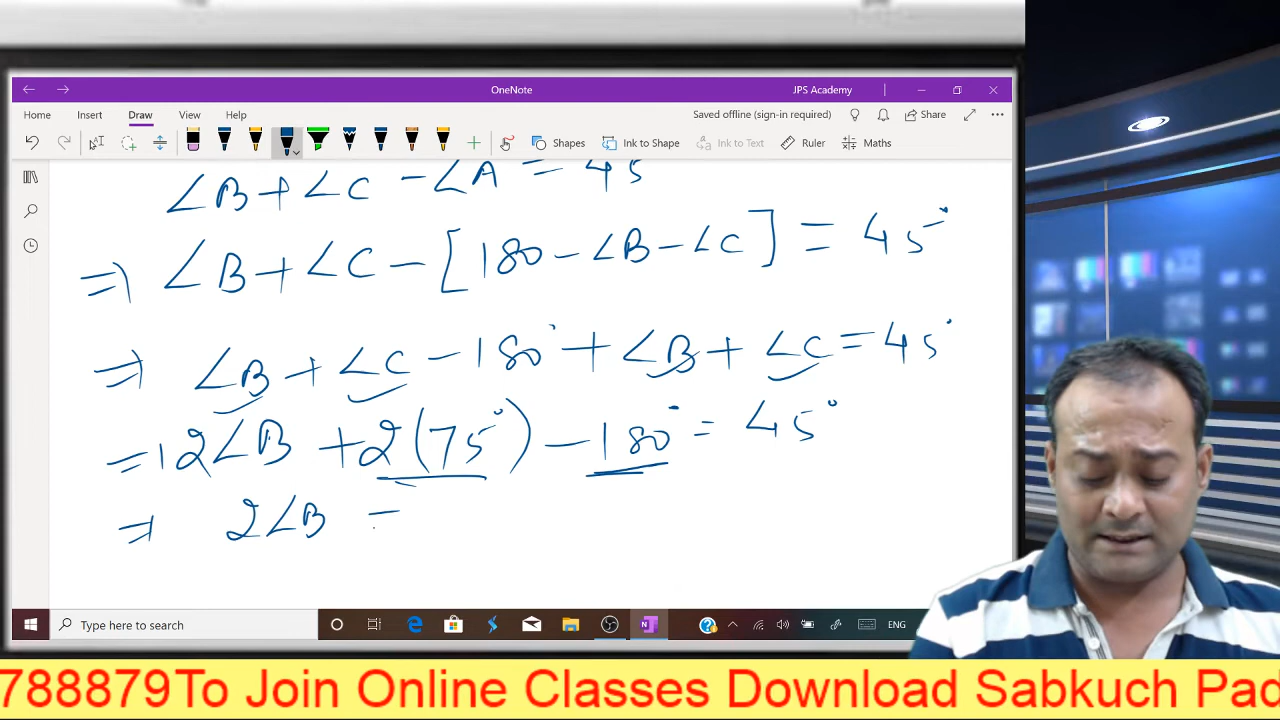 OneNote
JPS Academy
Home Insert Draw View Help
Saved offline (sign-in required)
Share
Shapes
Ink to Shape
Ink to Text
Ruler
Maths
∠B + ∠C - ∠A = 45
⇒ ∠B + ∠C - [180 - ∠B - ∠C] = 45°
⇒ ∠B + ∠C - 180° + ∠B + ∠C = 45°
⇒ 2∠B + 2(75°) - 180° = 45°
⇒ 2∠B =
Type here to search
ENG
788879To Join Online Classes Download Sabkuch Pad